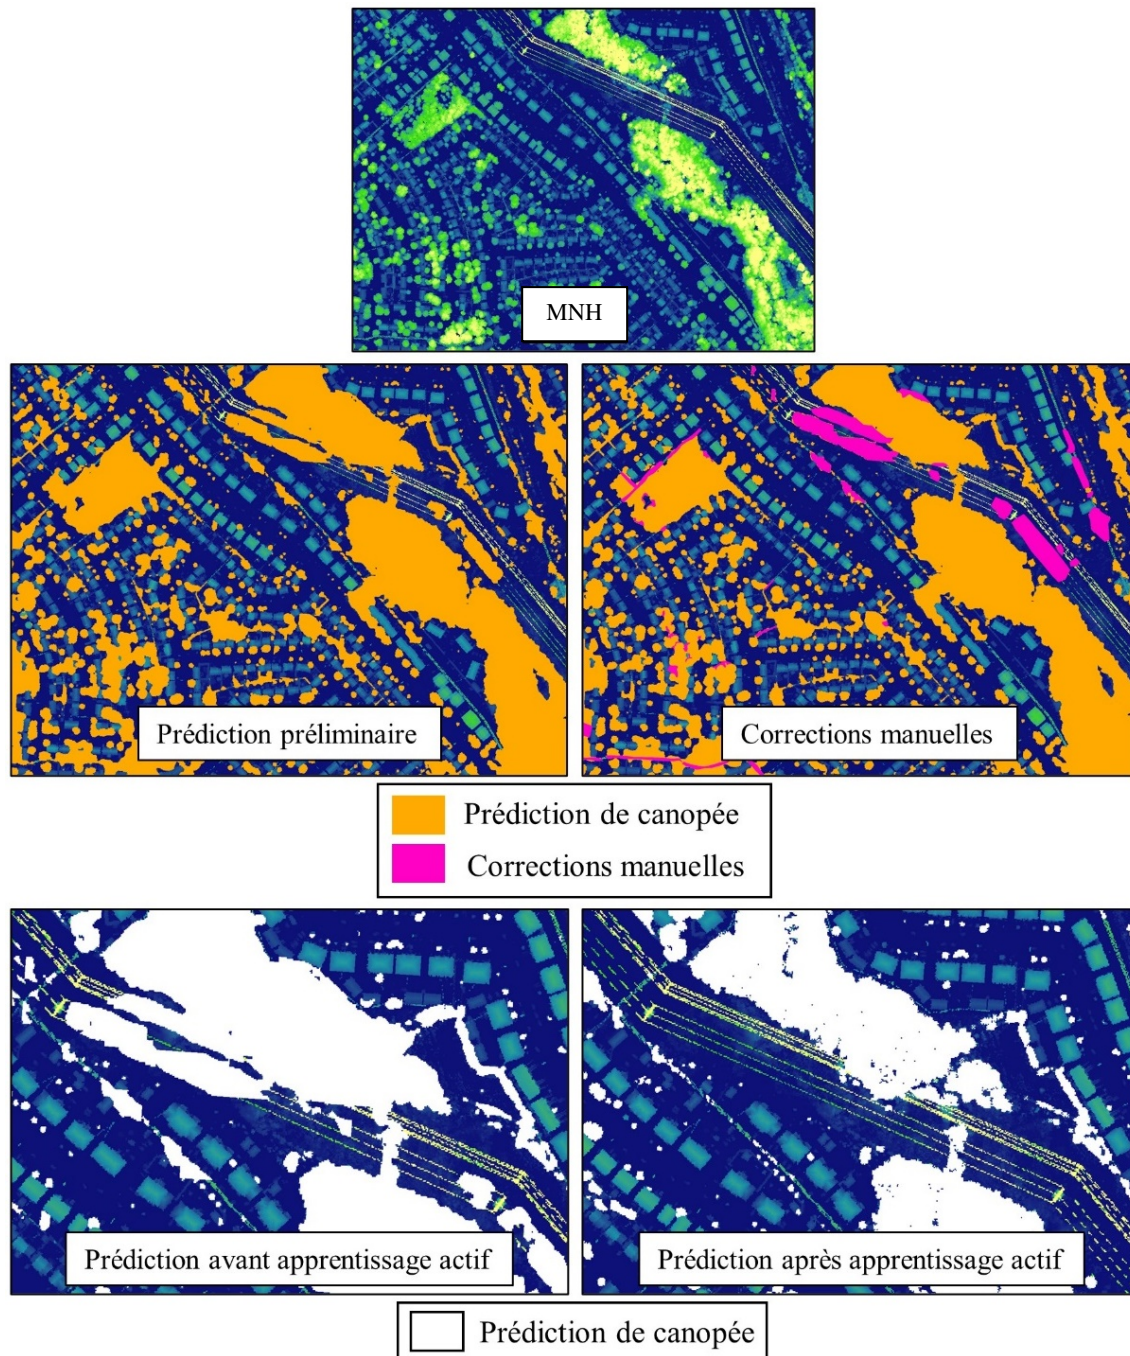 MNH
Prédiction préliminaire
Corrections manuelles
Prédiction de canopée
Corrections manuelles
Prédiction avant apprentissage actif
Prédiction après apprentissage actif
Prédiction de canopée